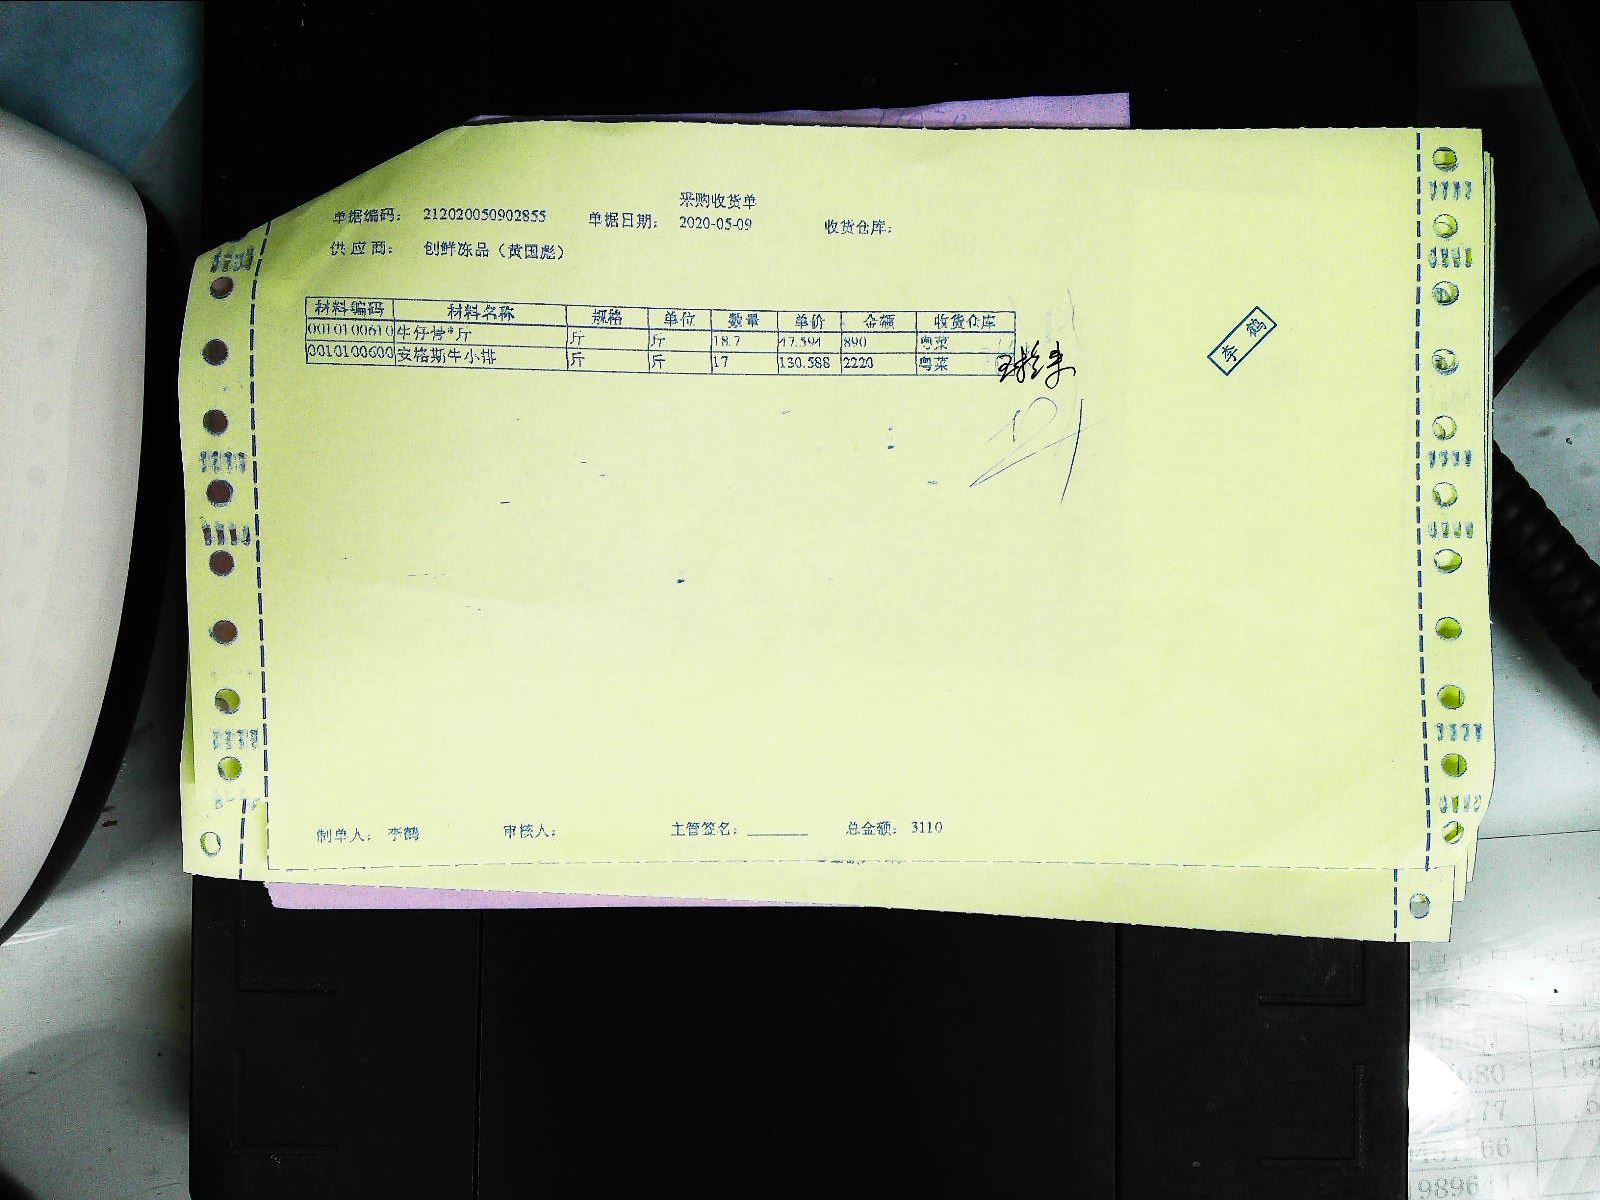 采购收货单
单据编码： 212020050902855 单据日期： 2020-05-09 收货仓库：
供应商： 创鲜冻品（黄国彪）
材料编码 材料名称 规格 单位 数量 单价 金额 收货仓库
0010100610 牛仔骨*斤 斤 斤 18.7 47.594 890 粤菜
0010100600 安格斯牛小排 斤 斤 17 130.588 2220 粤菜
李鹤
制单人： 李鹤 审核人： 主管签名：______ 总金额： 3110